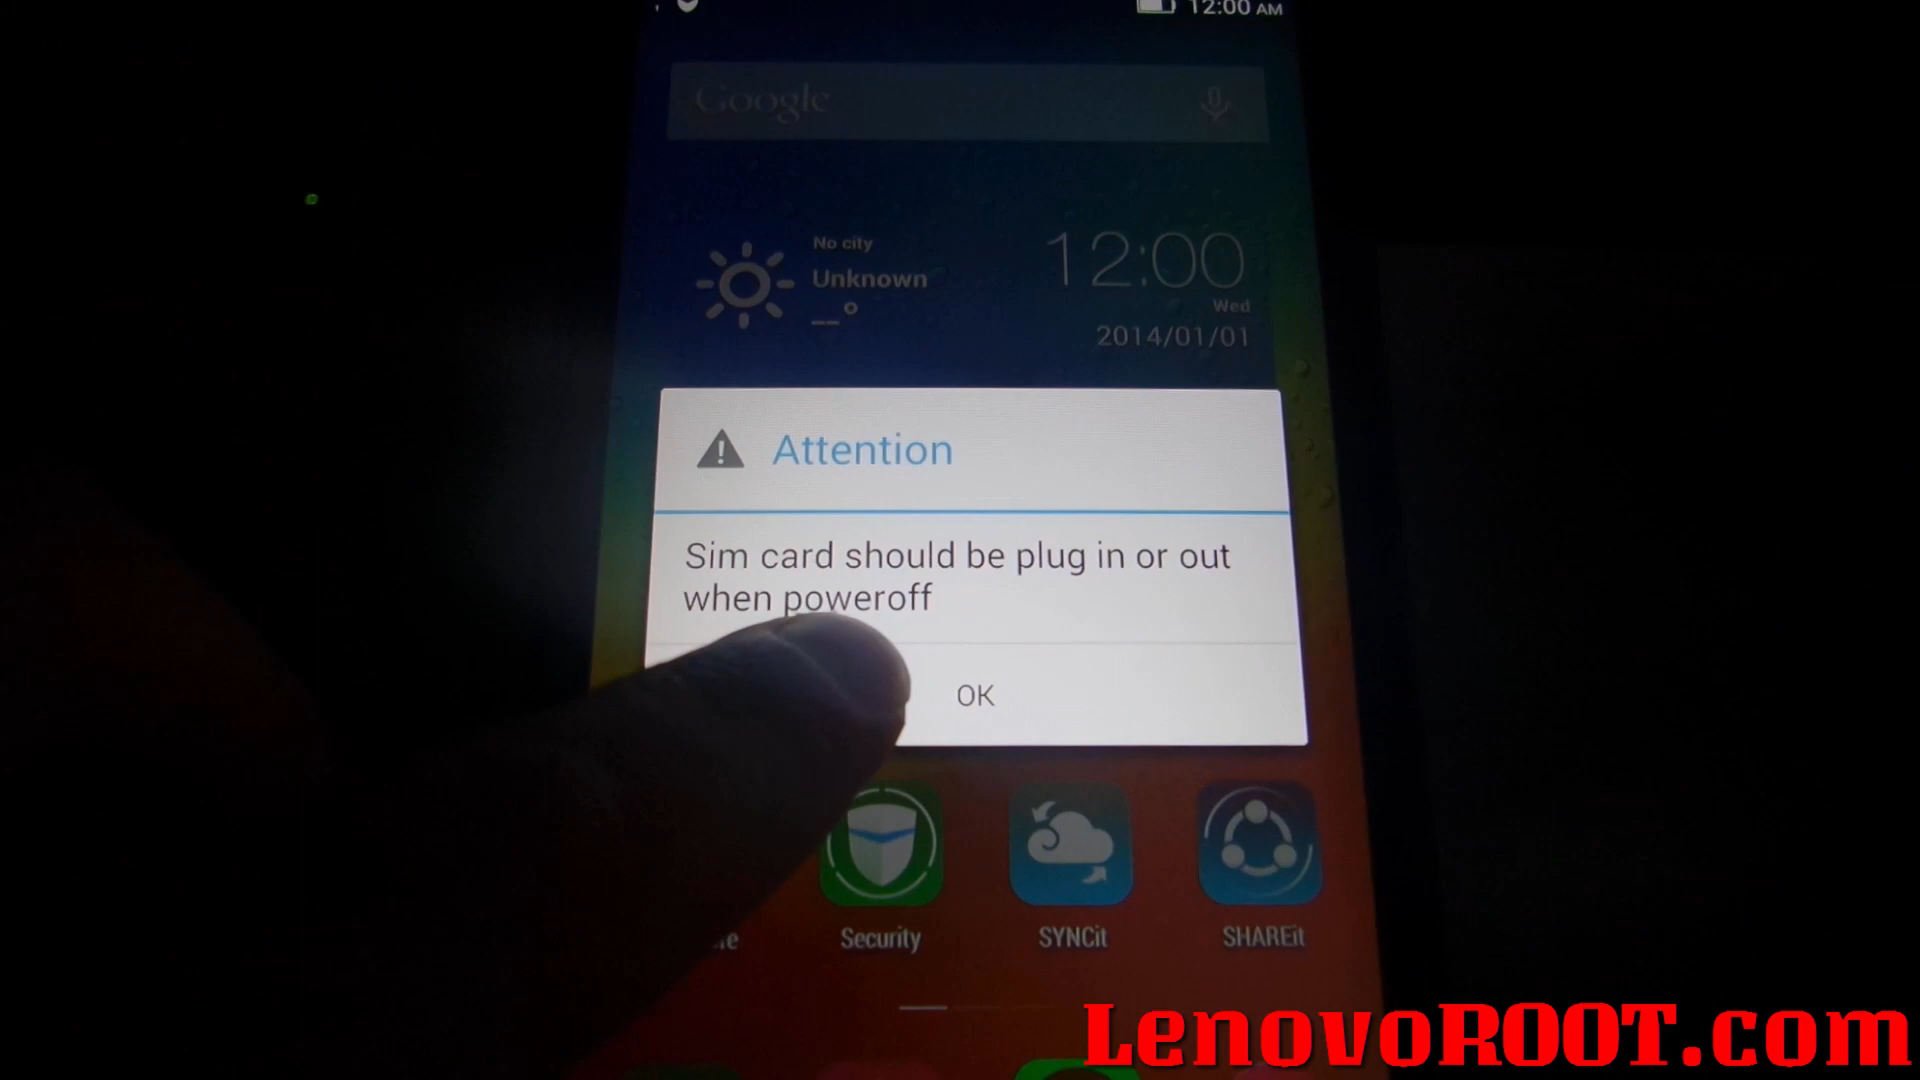 12:00 AM
Google
No city
Unknown
__°
12:00
Wed
2014/01/01
Attention
Sim card should be plug in or out
when poweroff
OK
Security
SYNCit
SHAREit
LenovoROOT.com